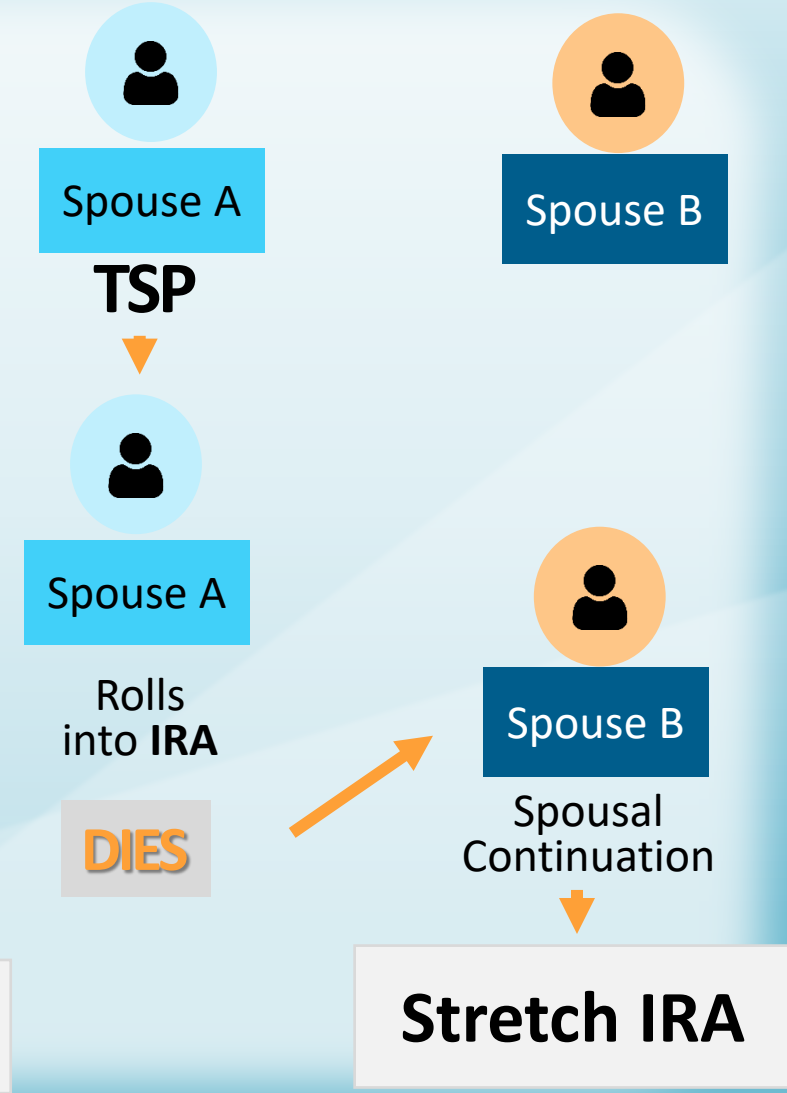 Spouse A
Spouse B
TSP
Spouse A
Rolls
into IRA
DIES
Spouse B
Spousal
Continuation
Stretch IRA